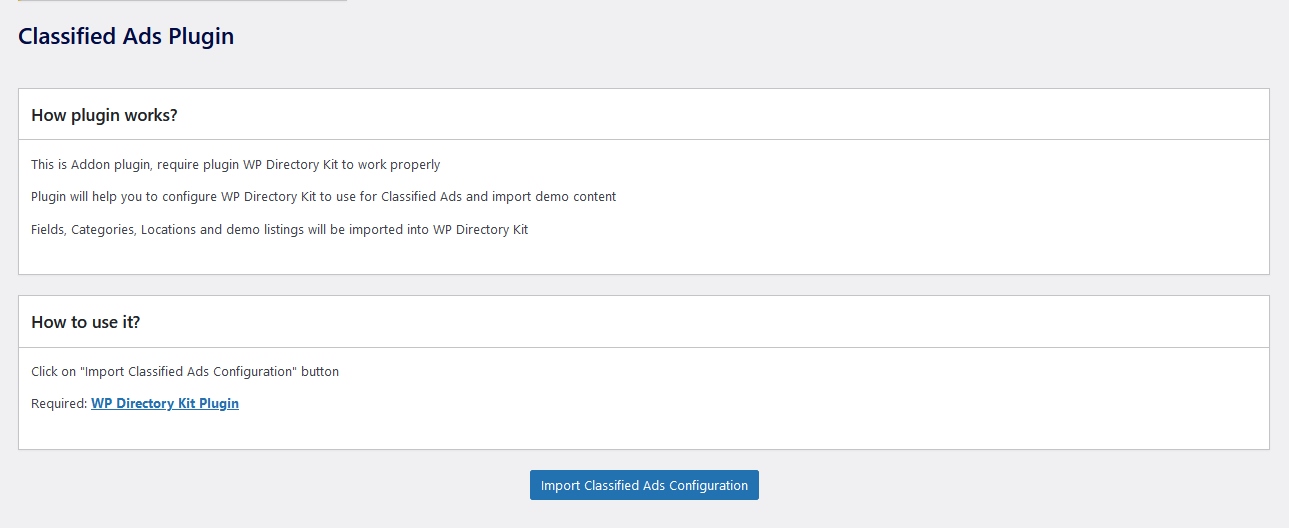 Classified Ads Plugin
How plugin works?
This is Addon plugin, require plugin WP Directory Kit to work properly
Plugin will help you to configure WP Directory Kit to use for Classified Ads and import demo content
Fields, Categories, Locations and demo listings will be imported into WP Directory Kit
How to use it?
Click on "Import Classified Ads Configuration" button
Required: WP Directory Kit Plugin
Import Classified Ads Configuration